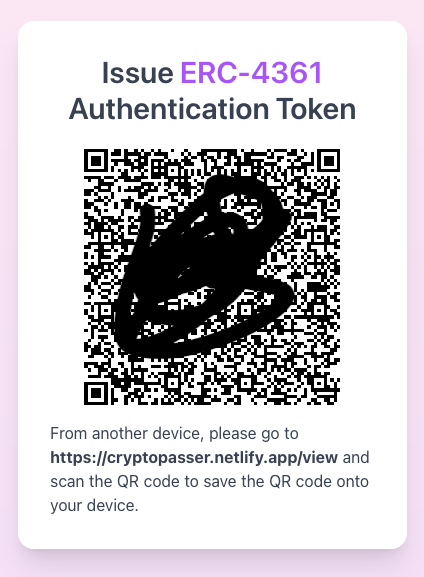 Issue ERC-4361
Authentication Token
From another device, please go to
https://cryptopasser.netlify.app/view and
scan the QR code to save the QR code onto
your device.